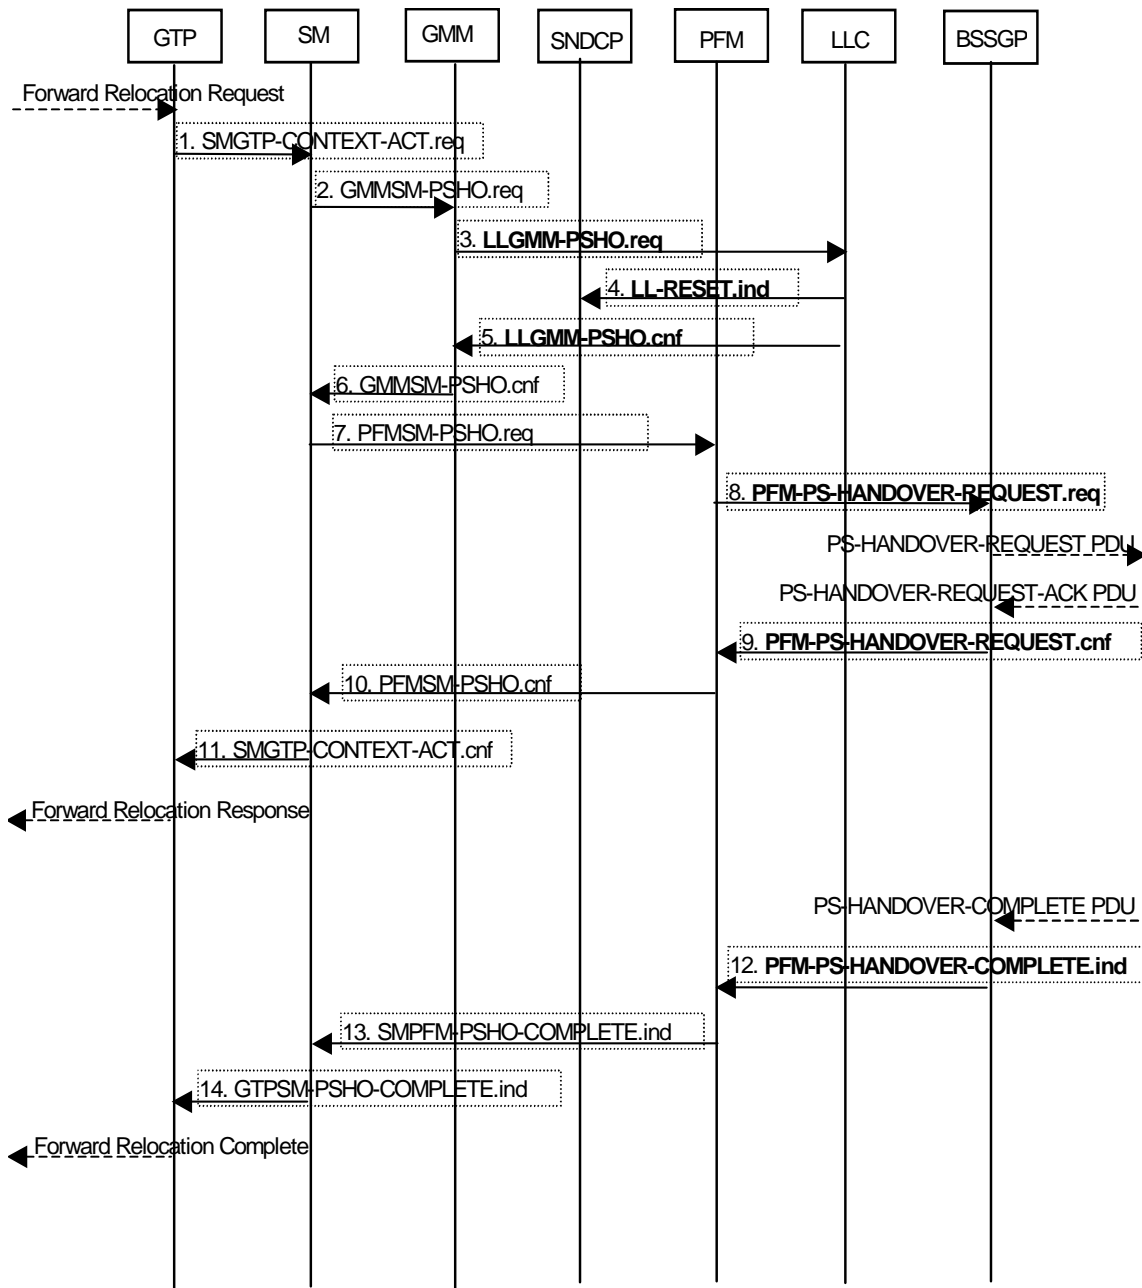 GTP
SM
GMM
SNDCP
PFM
LLC
BSSGP
Forward Relocation Request
1. SMGTP-CONTEXT-ACT.req
2. GMMSM-PSHO.req
3. LLGMM-PSHO.req
4. LL-RESET.ind
5. LLGMM-PSHO.cnf
6. GMMSM-PSHO.cnf
7. PFMSM-PSHO.req
8. PFM-PS-HANDOVER-REQUEST.req
PS-HANDOVER-REQUEST PDU
PS-HANDOVER-REQUEST-ACK PDU
9. PFM-PS-HANDOVER-REQUEST.cnf
10. PFMSM-PSHO.cnf
11. SMGTP-CONTEXT-ACT.cnf
Forward Relocation Response
PS-HANDOVER-COMPLETE PDU
12. PFM-PS-HANDOVER-COMPLETE.ind
13. SMPFM-PSHO-COMPLETE.ind
14. GTPSM-PSHO-COMPLETE.ind
Forward Relocation Complete